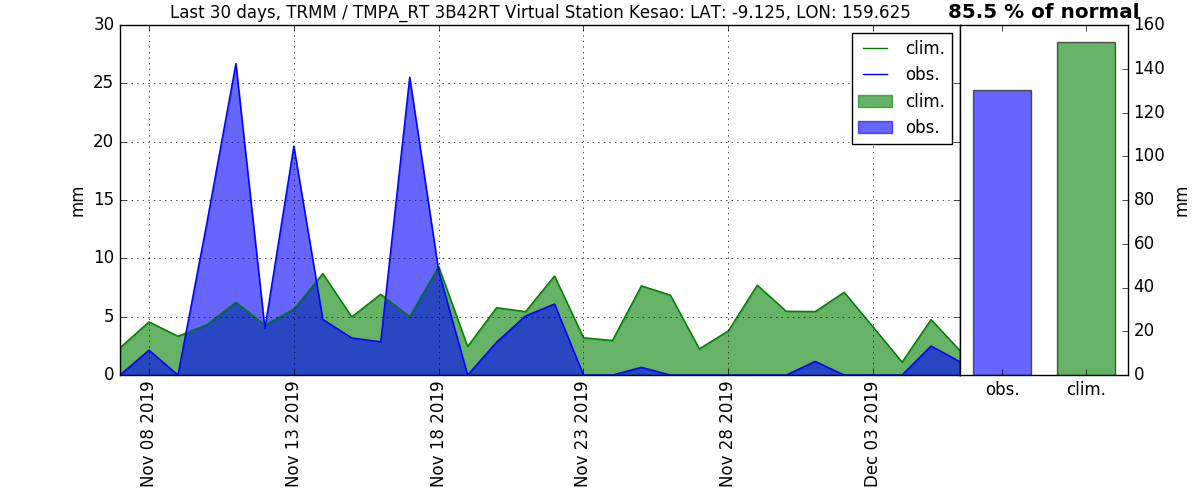 Last 30 days, TRMM / TMPA_RT 3B42RT Virtual Station Kesao: LAT: -9.125, LON: 159.625
85.5 % of normal
30
25
20
15
10
5
0
mm
clim.
obs.
clim.
obs.
Nov 08 2019
Nov 13 2019
Nov 18 2019
Nov 23 2019
Nov 28 2019
Dec 03 2019
160
140
120
100
80
60
40
20
0
mm
obs.
clim.